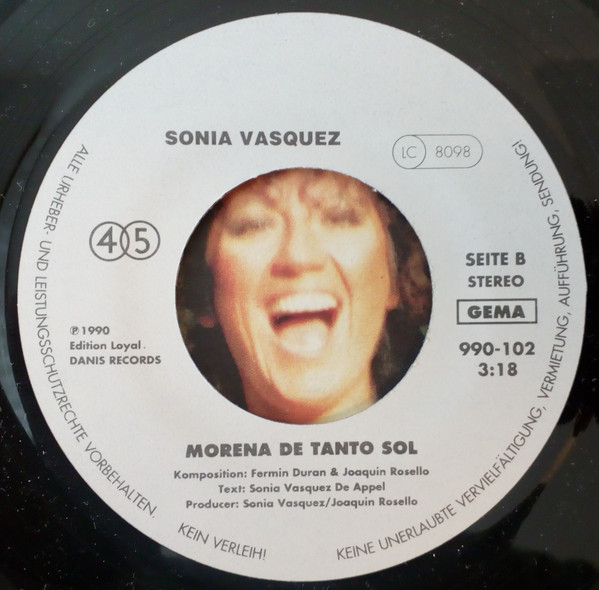 SONIA VASQUEZ
LC 8098
45
SEITE B
STEREO
GEMA
990-102
3:18
℗ 1990
Edition Loyal.
DANIS RECORDS
MORENA DE TANTO SOL
Komposition: Fermin Duran & Joaquin Rosello
Text: Sonia Vasquez De Appel
Producer: Sonia Vasquez/Joaquin Rosello
ALLE URHEBER- UND LEISTUNGSSCHUTZRECHTE VORBEHALTEN. KEIN VERLEIH! KEINE UNERLAUBTE VERVIELFÄLTIGUNG, VERMIETUNG, AUFFÜHRUNG, SENDUNG!